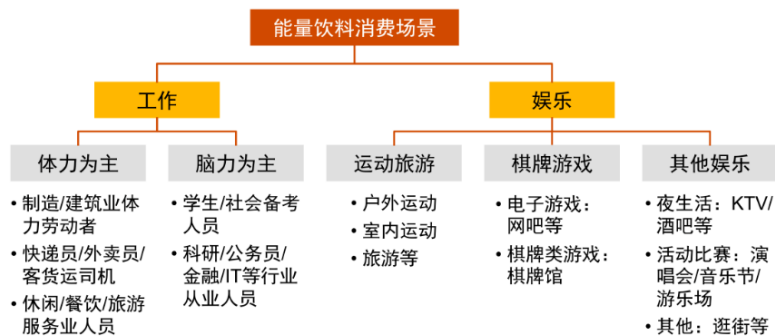 能量饮料消费场景
工作
娱乐
体力为主
脑力为主
运动旅游
棋牌游戏
其他娱乐
• 制造/建筑业体
力劳动者
• 快递员/外卖员/
客货运司机
• 休闲/餐饮/旅游
服务业人员
• 学生/社会备考
人员
• 科研/公务员/
金融/IT等行业
从业人员
• 户外运动
• 室内运动
• 旅游等
• 电子游戏：
网吧等
• 棋牌类游戏：
棋牌馆
• 夜生活：KTV/
酒吧等
• 活动比赛：演
唱会/音乐节/
游乐场
• 其他：逛街等